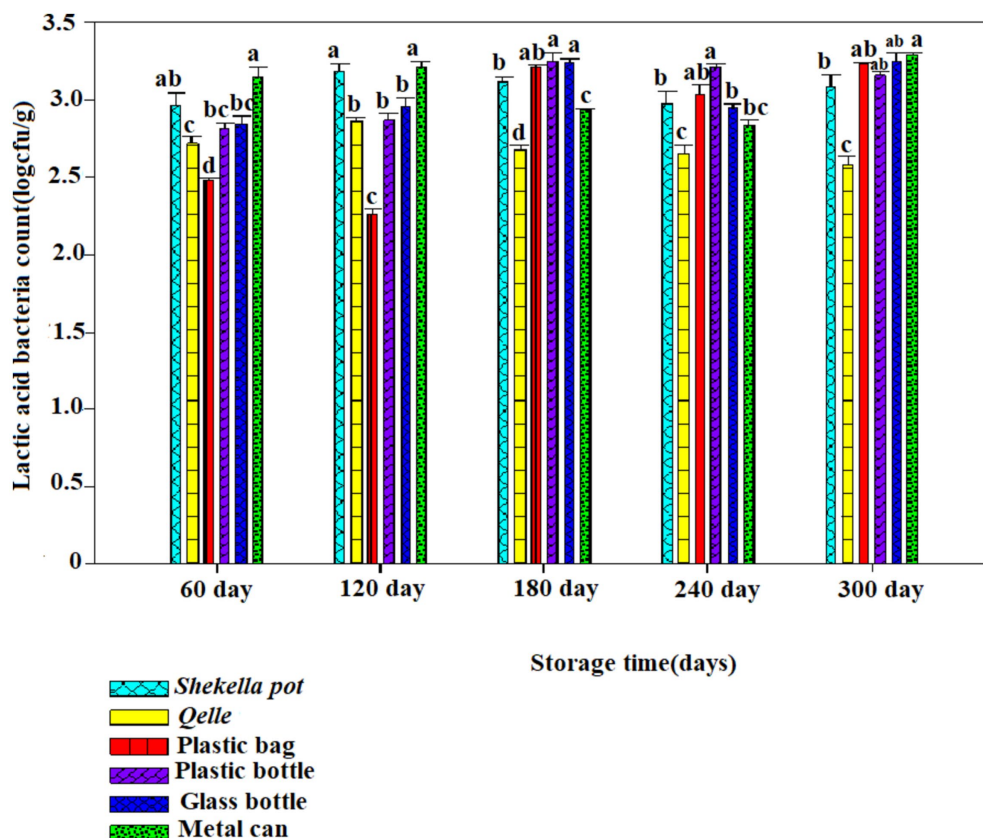 Lactic acid bacteria count(logcfu/g)
3.5
3.0
2.5
2.0
1.5
1.0
0.5
0
ab c d bc bc a
a b c b b a
b d ab a a c
b c ab a b bc
b c ab ab ab a
60 day 120 day 180 day 240 day 300 day
Storage time(days)
Shekella pot
Qelle
Plastic bag
Plastic bottle
Glass bottle
Metal can